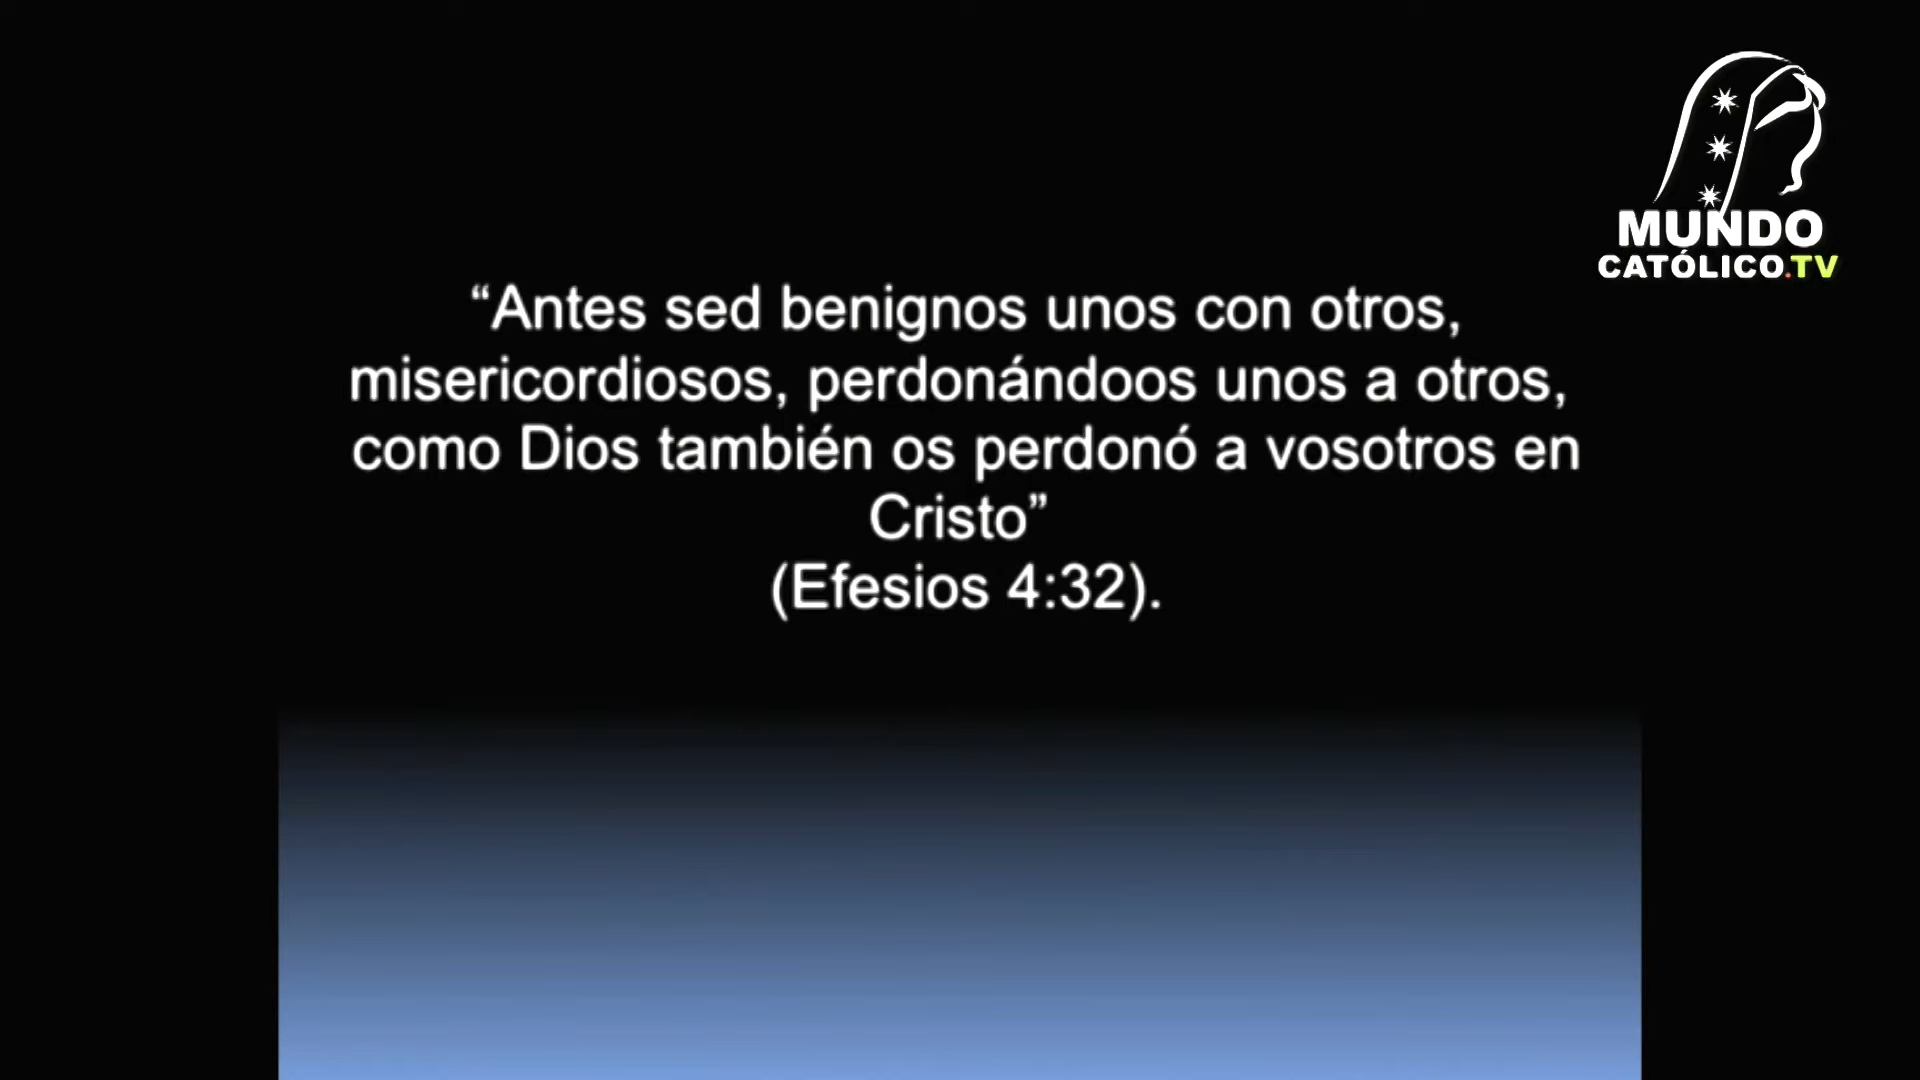 MUNDO
CATÓLICO.TV
“Antes sed benignos unos con otros,
misericordiosos, perdonándoos unos a otros,
como Dios también os perdonó a vosotros en
Cristo”
(Efesios 4:32).